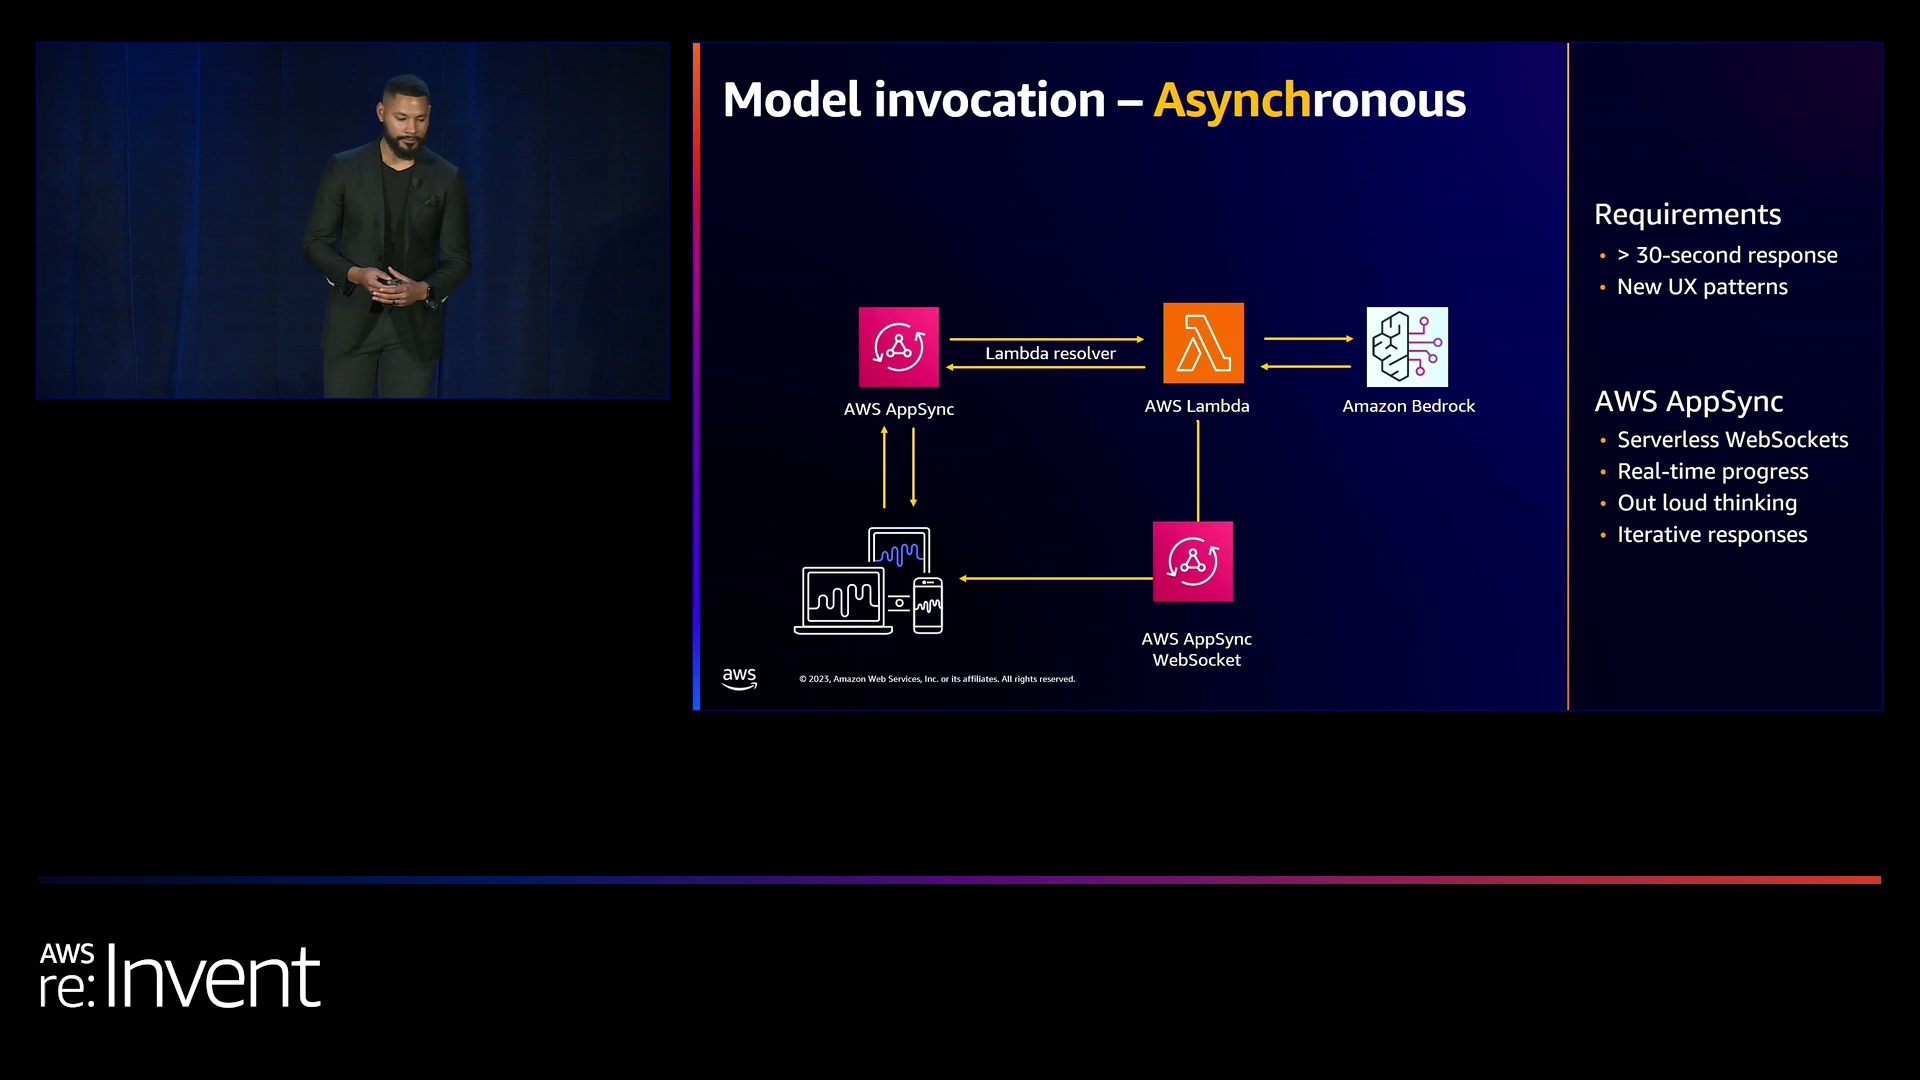 Model invocation – Asynchronous
Lambda resolver
AWS AppSync
AWS Lambda
Amazon Bedrock
AWS AppSync
WebSocket
aws
© 2023, Amazon Web Services, Inc. or its affiliates. All rights reserved.
Requirements
• > 30-second response
• New UX patterns
AWS AppSync
• Serverless WebSockets
• Real-time progress
• Out loud thinking
• Iterative responses
AWS
re:Invent